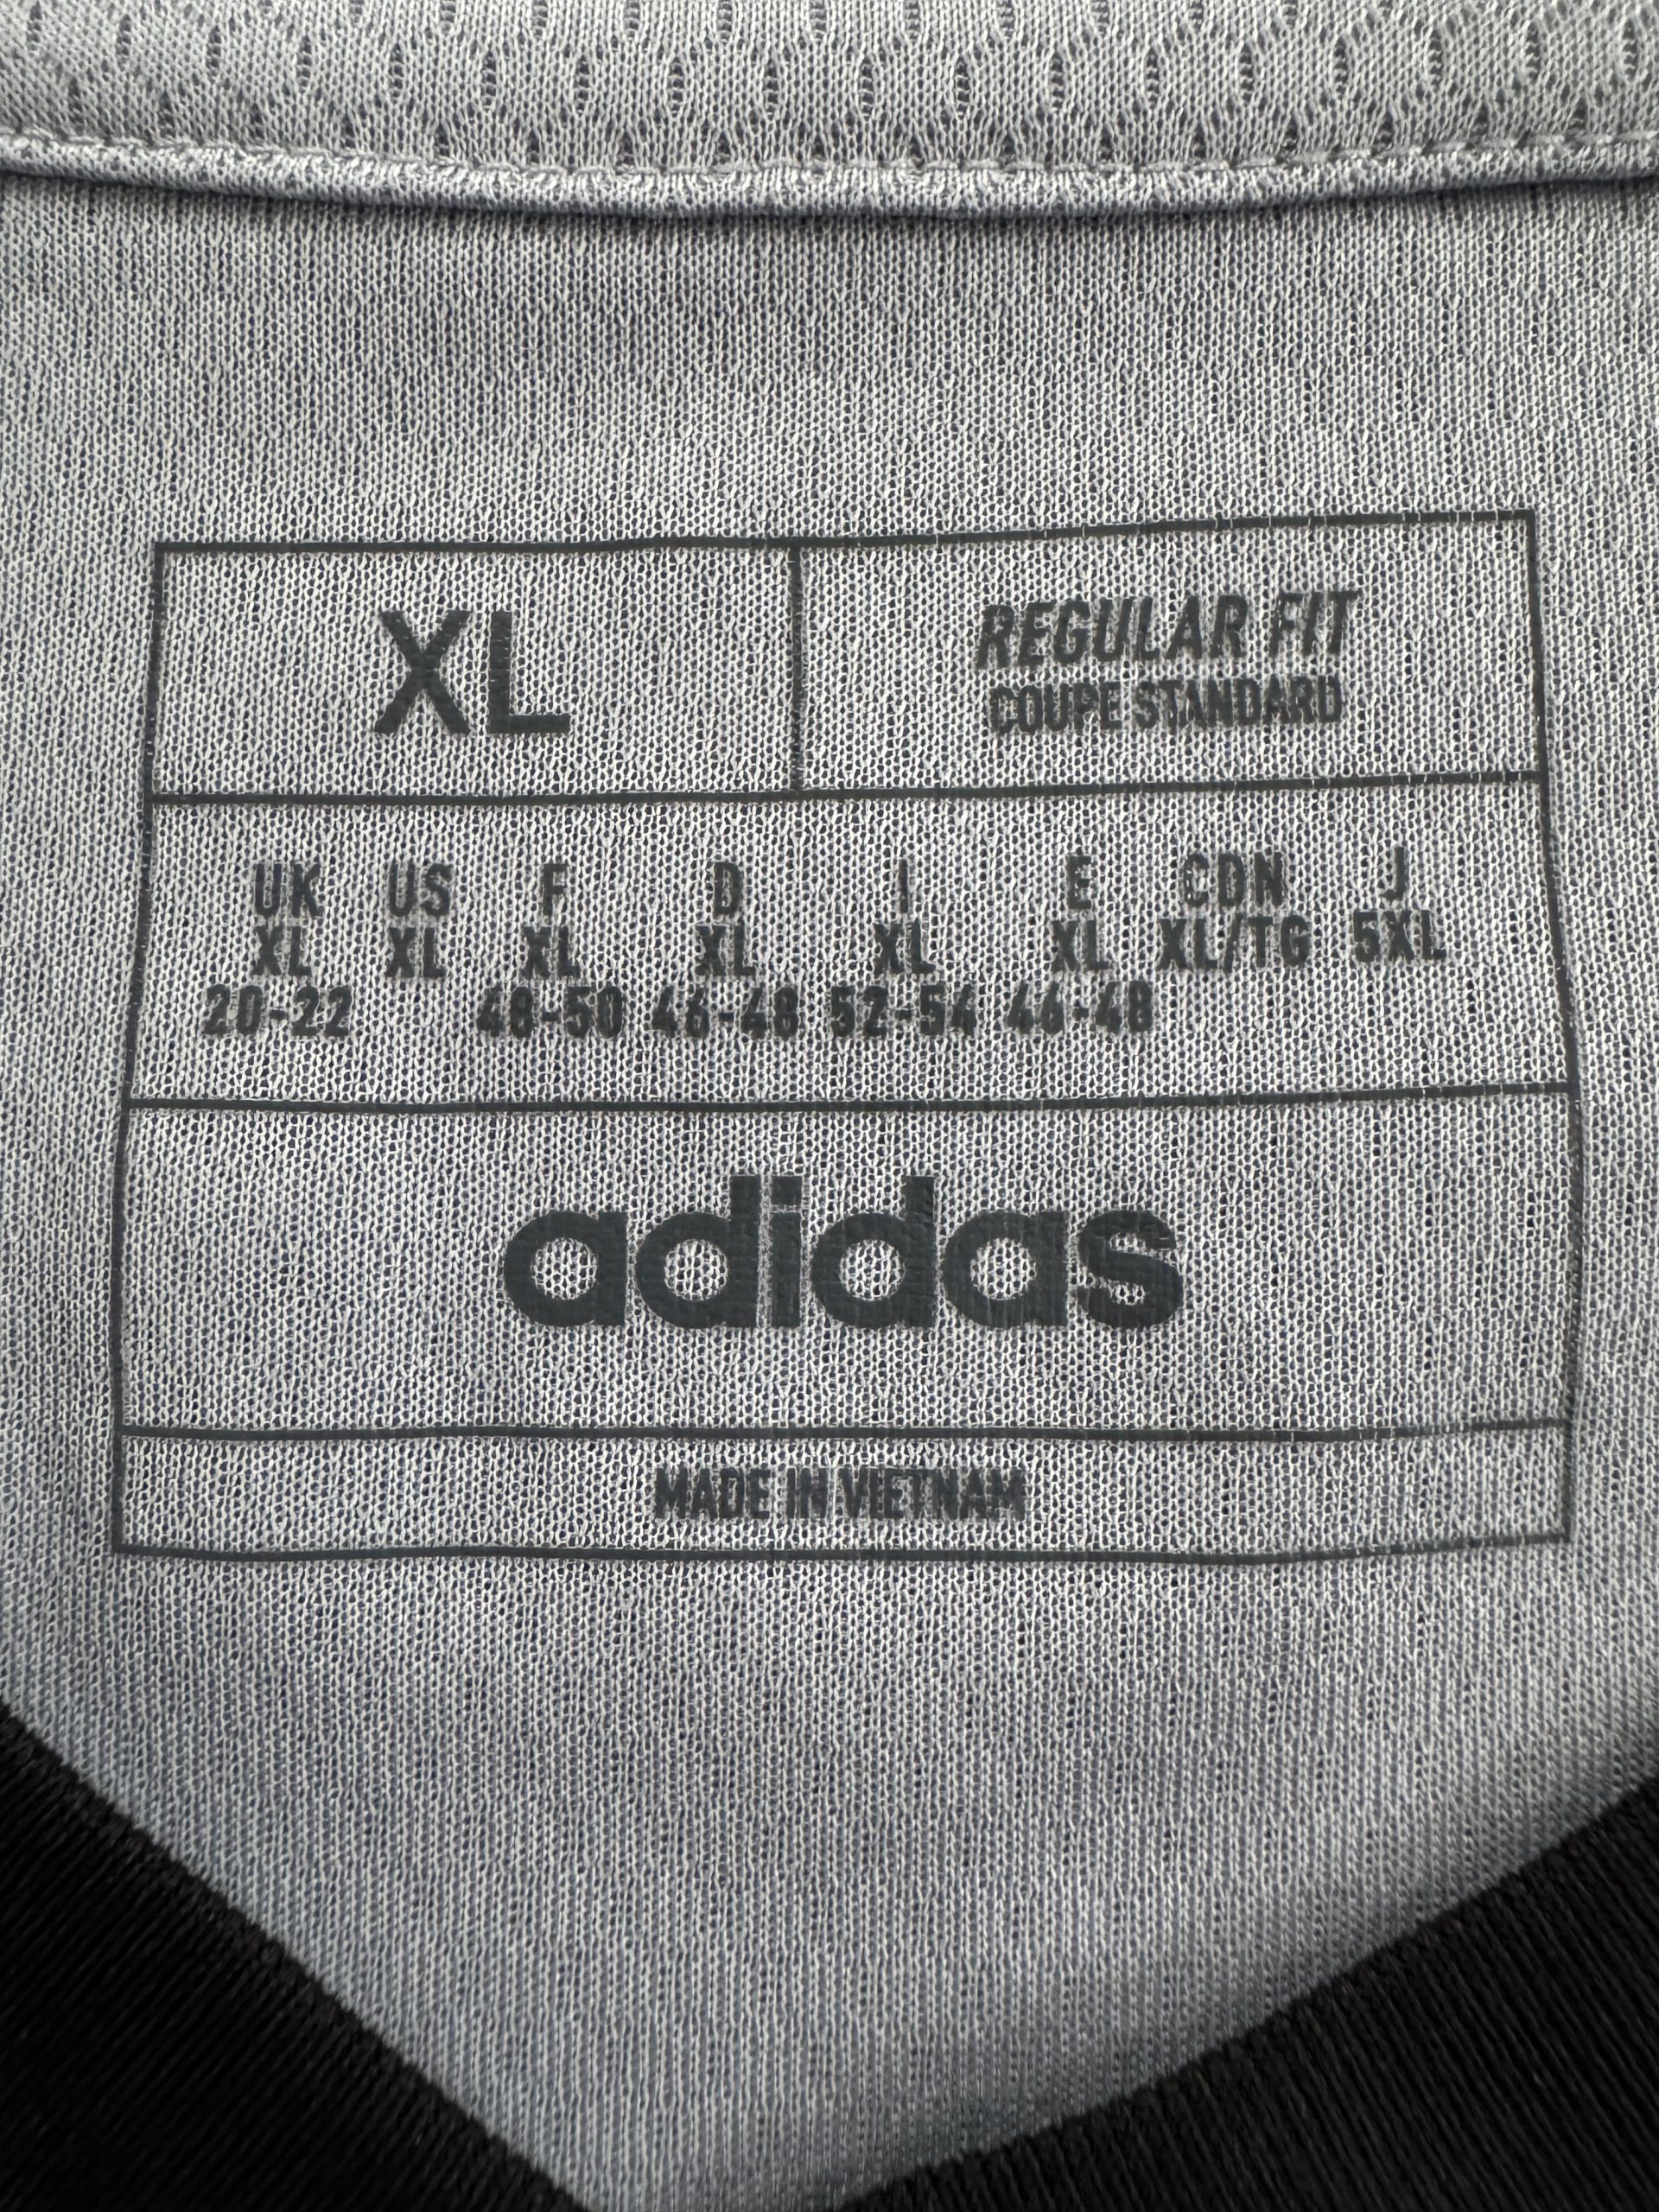 XL
REGULAR FIT
COUPE STANDARD
UK US F D I E CDN J
XL XL XL XL XL XL XL/TG 5XL
20-22 48-50 46-48 52-54 46-48
adidas
MADE IN VIETNAM